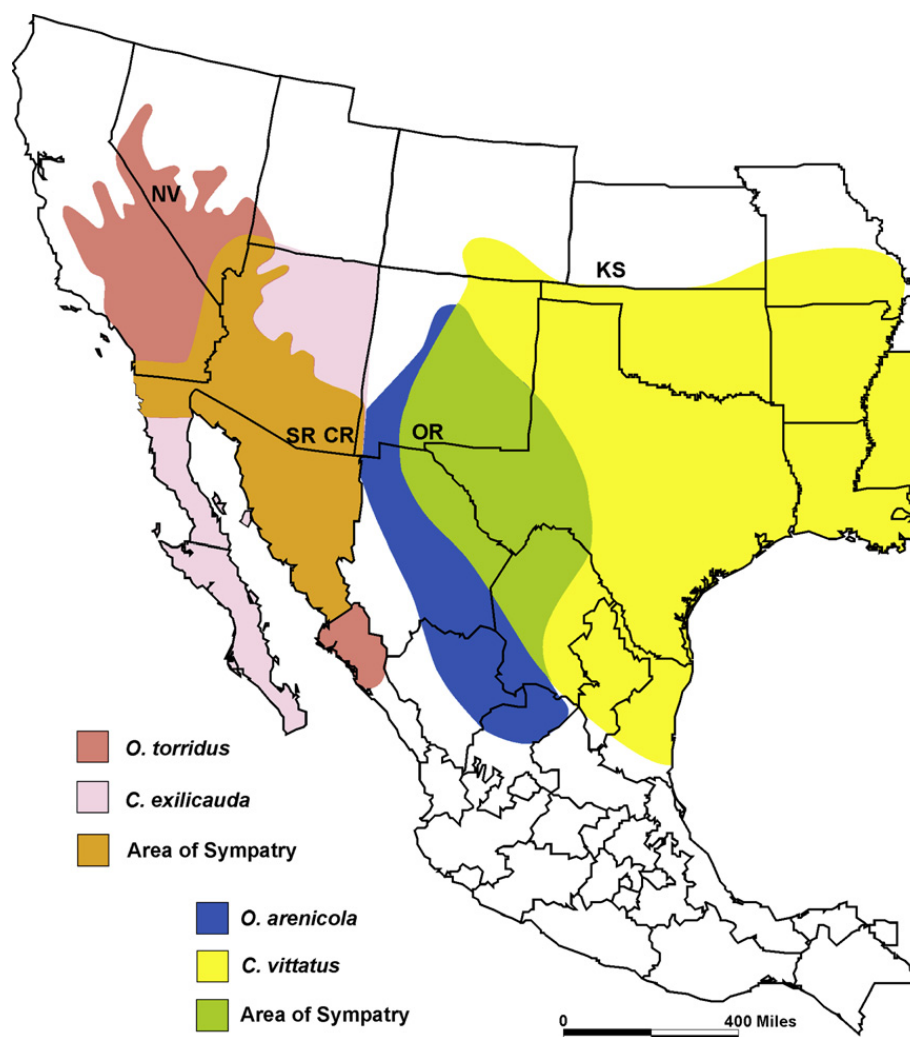 NV
KS
SR CR
OR
O. torridus
C. exilicauda
Area of Sympatry
O. arenicola
C. vittatus
Area of Sympatry
0 400 Miles